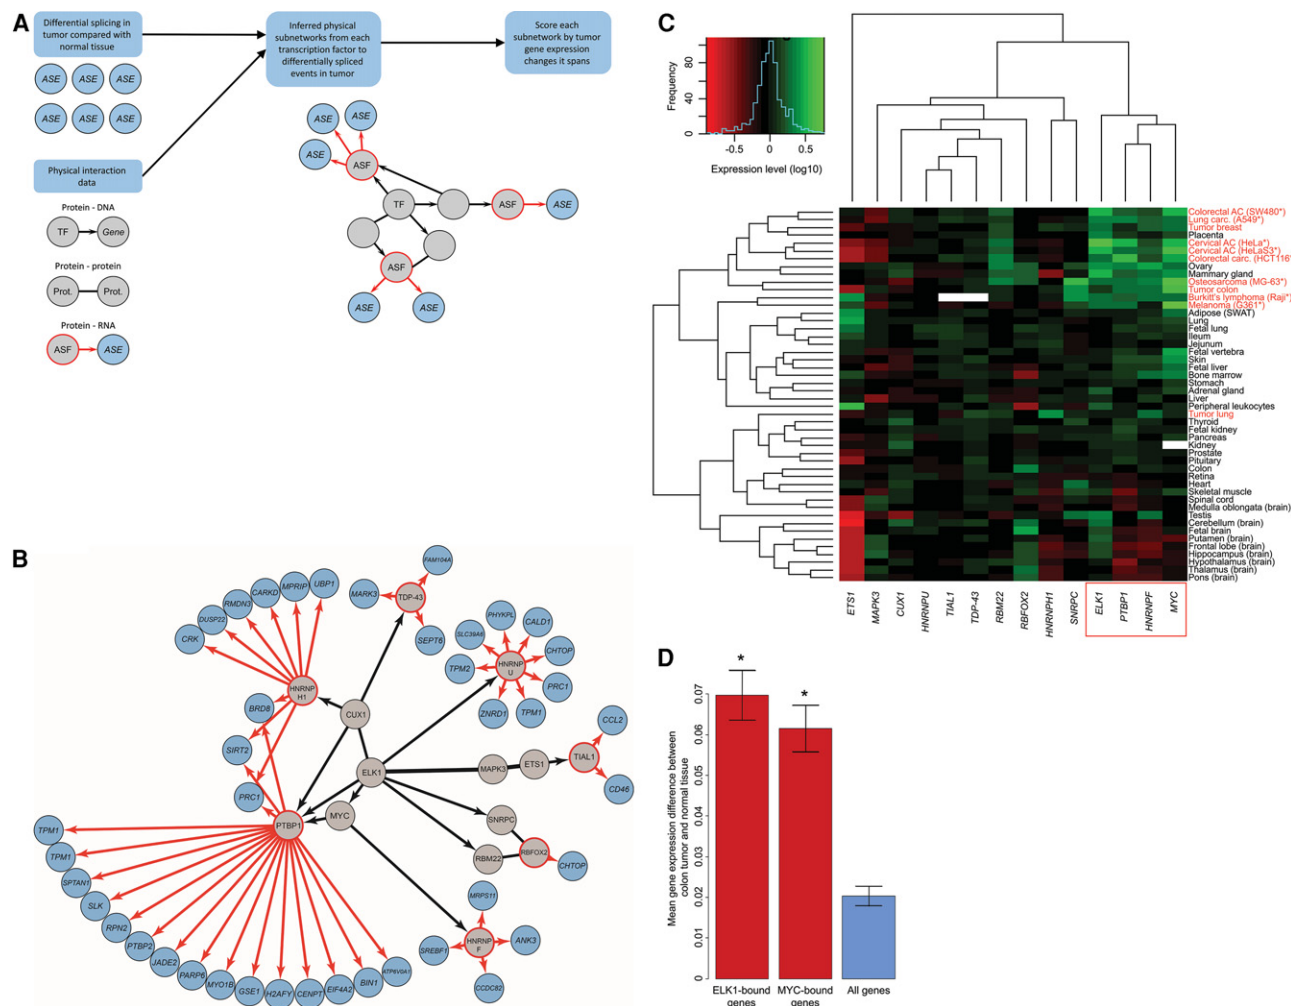 A
Differential splicing in
tumor compared with
normal tissue
Inferred physical
subnetworks from each
transcription factor to
differentially spliced
events in tumor
Score each
subnetwork by tumor
gene expression
changes it spans
ASE ASE ASE
ASE ASE ASE
Physical interaction
data
Protein - DNA
TF Gene
Protein - protein
Prot. Prot.
Protein - RNA
ASF ASE
ASE ASE
ASE
ASF
TF
ASF ASE
ASF
ASE ASE
B
FAM104A
MARK3
TDP-43
SEPT6
UBP1
MPRIP
CARKD
RMDN3
DUSP22
CRK
HNRNP
H1
BRD8
SIRT2
PRC1
CUX1
PHYKPL
CALD1
SLC39A6
CHTOP
HNRNP
U
TPM2
PRC1
ZNRD1
TPM1
CCL2
TIAL1
CD46
ELK1
MAPK3
ETS1
MYC
PTBP1
SNRPC
RBM22
RBFOX2
CHTOP
MRPS11
HNRNP
F
SREBF1
ANK3
CCDC82
TPM1
TPM1
SPTAN1
SLK
RPN2
PTBP2
JADE2
PARP6
MYO1B
GSE1
H2AFY
CENPT
EIF4A2
BIN1
ATP6V0A1
C
Frequency
80
40
0
-0.5 0 0.5
Expression level (log10)
Colorectal AC (SW480*)
Lung carc. (A549*)
Tumor breast
Placenta
Cervical AC (HeLa*)
Cervical AC (HeLaS3*)
Colorectal carc. (HCT116*
Ovary
Mammary gland
Osteosarcoma (MG-63*)
Tumor colon
Burkitt's lymphoma (Raji*)
Melanoma (G361*)
Adipose (SWAT)
Lung
Fetal lung
Ileum
Jejunum
Fetal vertebra
Skin
Fetal liver
Bone marrow
Stomach
Adrenal gland
Liver
Peripheral leukocytes
Tumor lung
Thyroid
Fetal kidney
Pancreas
Kidney
Prostate
Pituitary
Colon
Retina
Heart
Skeletal muscle
Spinal cord
Medulla oblongata (brain)
Testis
Cerebellum (brain)
Fetal brain
Putamen (brain)
Frontal lobe (brain)
Hippocampus (brain)
Hypothalamus (brain)
Thalamus (brain)
Pons (brain)
ETS1
MAPK3
CUX1
HNRNPU
TIAL1
TDP-43
RBM22
RBFOX2
HNRNPH1
SNRPC
ELK1
PTBP1
HNRNPF
MYC
D
Mean gene expression difference between
colon tumor and normal tissue
0.07
0.06
0.05
0.04
0.03
0.02
0.01
0
* *
ELK1-bound
genes
MYC-bound
genes
All genes